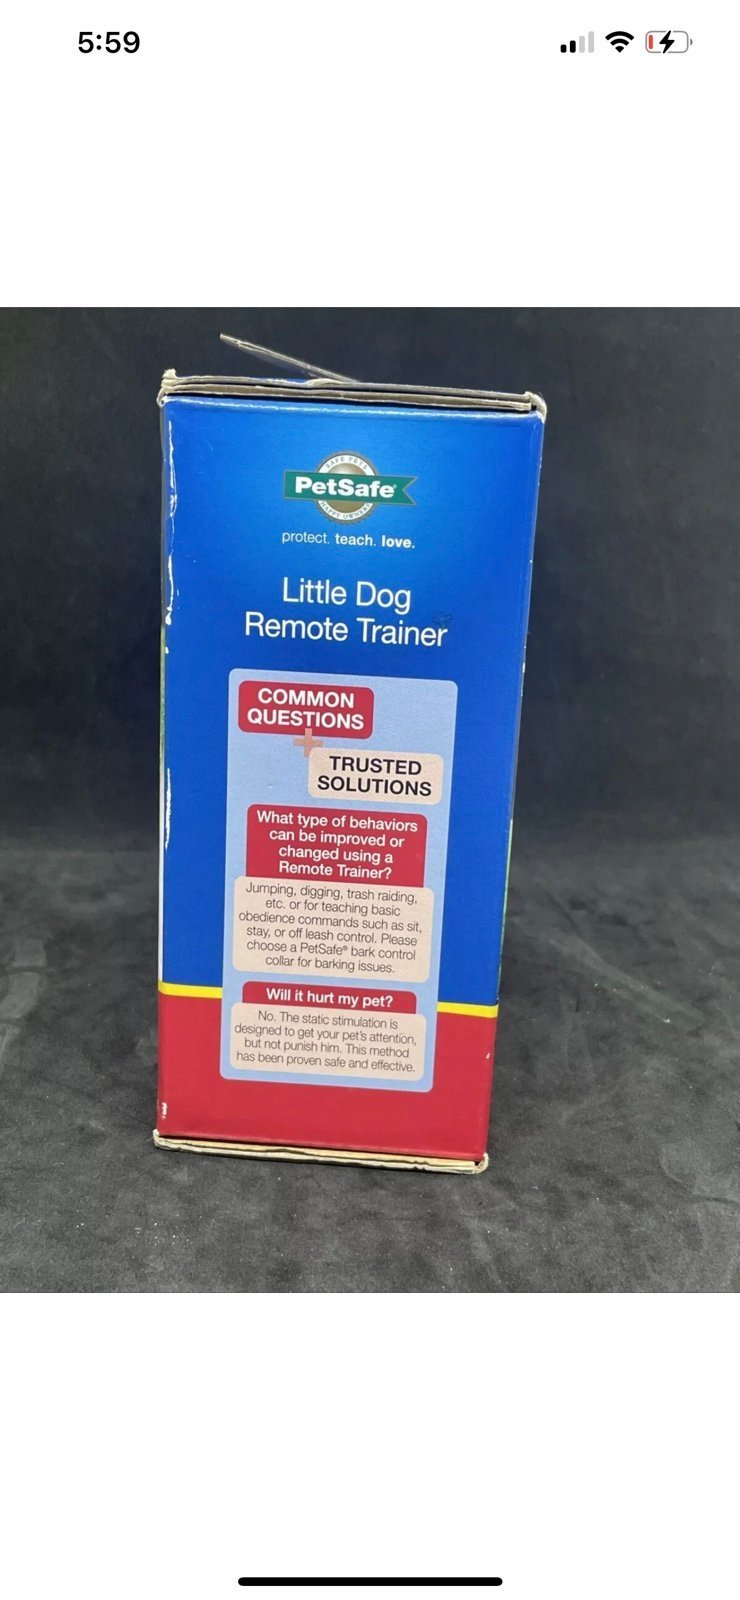 5:59
SAFE PETS
PetSafe®
HAPPY OWNERS
protect. teach. love.
Little Dog
Remote Trainer
COMMON
QUESTIONS
+
TRUSTED
SOLUTIONS
What type of behaviors
can be improved or
changed using a
Remote Trainer?
Jumping, digging, trash raiding,
etc. or for teaching basic
obedience commands such as sit,
stay, or off leash control. Please
choose a PetSafe® bark control
collar for barking issues.
Will it hurt my pet?
No. The static stimulation is
designed to get your pet's attention,
but not punish him. This method
has been proven safe and effective.